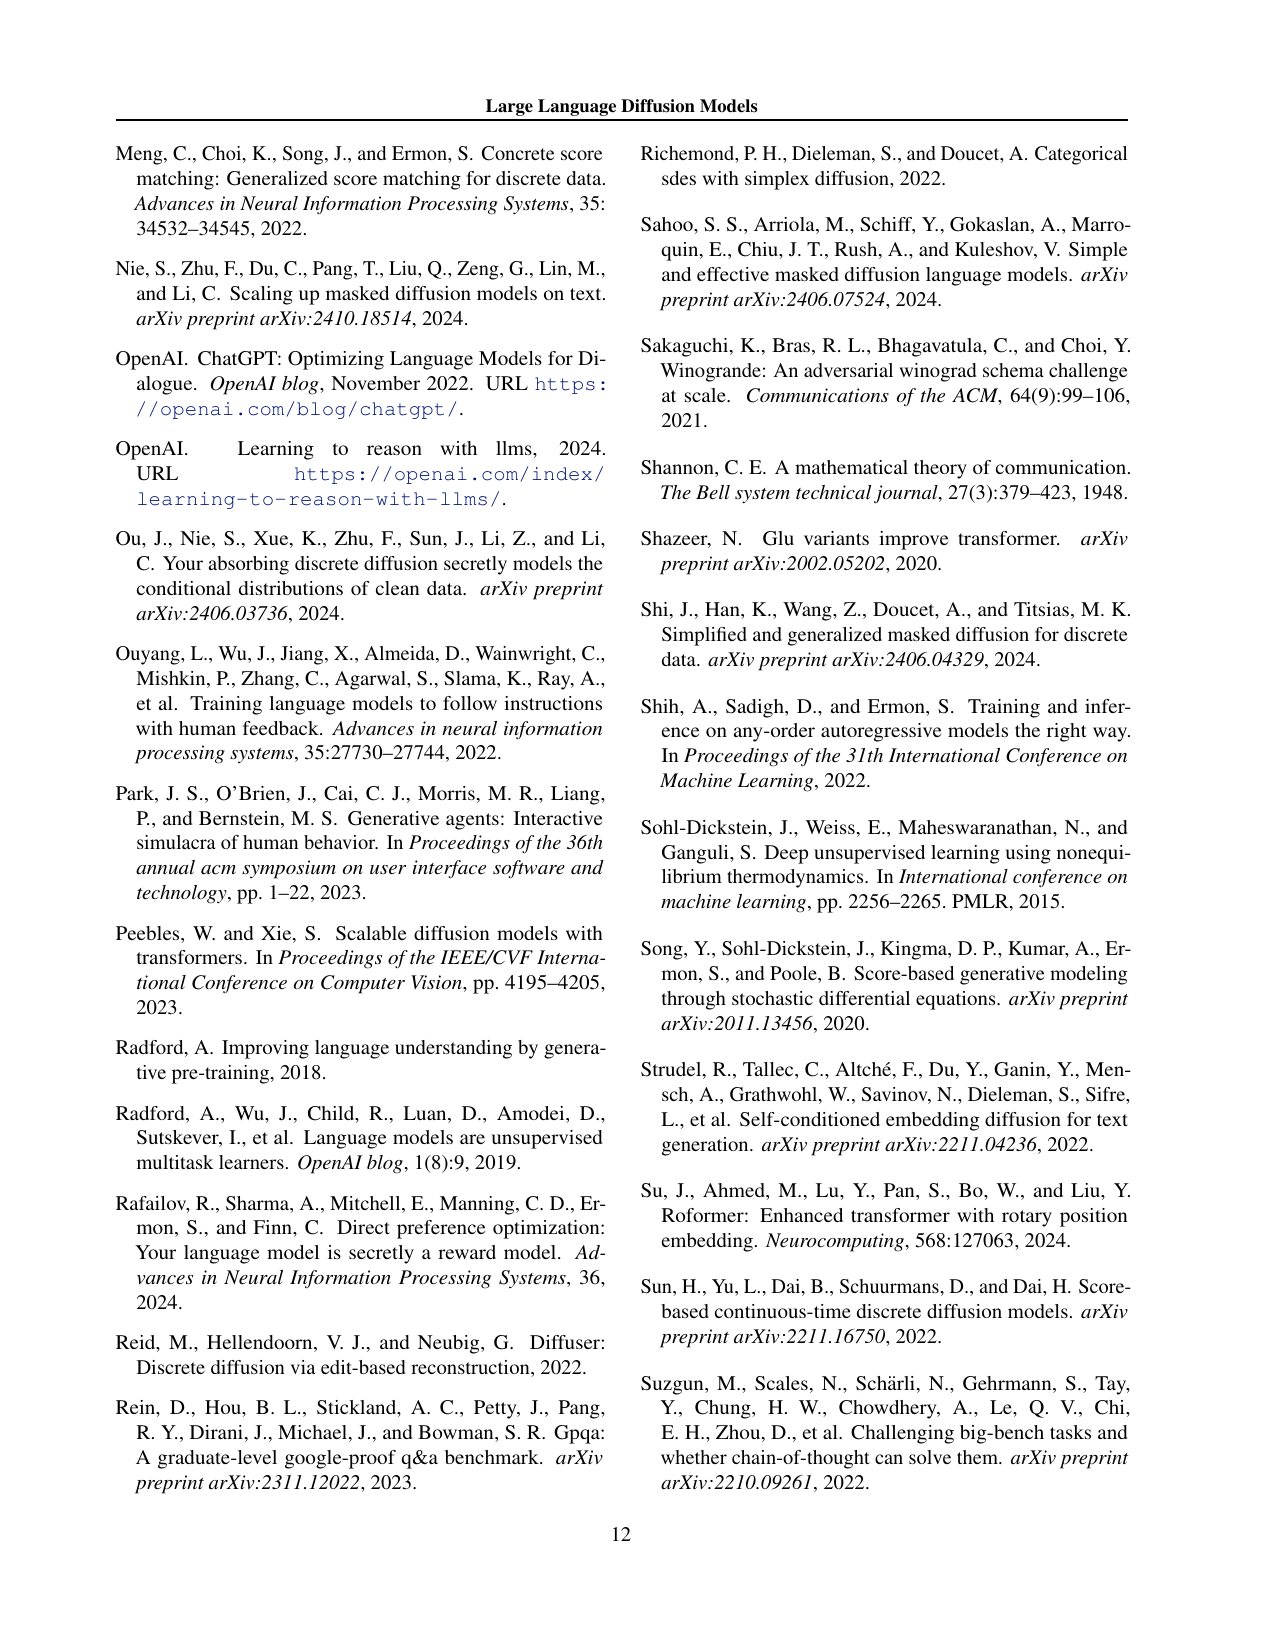 Large Language Diffusion Models
Meng, C., Choi, K., Song, J., and Ermon, S. Concrete score
matching: Generalized score matching for discrete data.
Advances in Neural Information Processing Systems, 35:
34532–34545, 2022.
Nie, S., Zhu, F., Du, C., Pang, T., Liu, Q., Zeng, G., Lin, M.,
and Li, C. Scaling up masked diffusion models on text.
arXiv preprint arXiv:2410.18514, 2024.
OpenAI. ChatGPT: Optimizing Language Models for Di-
alogue. OpenAI blog, November 2022. URL https:
//openai.com/blog/chatgpt/.
OpenAI. Learning to reason with llms, 2024.
URL https://openai.com/index/
learning-to-reason-with-llms/.
Ou, J., Nie, S., Xue, K., Zhu, F., Sun, J., Li, Z., and Li,
C. Your absorbing discrete diffusion secretly models the
conditional distributions of clean data. arXiv preprint
arXiv:2406.03736, 2024.
Ouyang, L., Wu, J., Jiang, X., Almeida, D., Wainwright, C.,
Mishkin, P., Zhang, C., Agarwal, S., Slama, K., Ray, A.,
et al. Training language models to follow instructions
with human feedback. Advances in neural information
processing systems, 35:27730–27744, 2022.
Park, J. S., O'Brien, J., Cai, C. J., Morris, M. R., Liang,
P., and Bernstein, M. S. Generative agents: Interactive
simulacra of human behavior. In Proceedings of the 36th
annual acm symposium on user interface software and
technology, pp. 1–22, 2023.
Peebles, W. and Xie, S. Scalable diffusion models with
transformers. In Proceedings of the IEEE/CVF Interna-
tional Conference on Computer Vision, pp. 4195–4205,
2023.
Radford, A. Improving language understanding by genera-
tive pre-training, 2018.
Radford, A., Wu, J., Child, R., Luan, D., Amodei, D.,
Sutskever, I., et al. Language models are unsupervised
multitask learners. OpenAI blog, 1(8):9, 2019.
Rafailov, R., Sharma, A., Mitchell, E., Manning, C. D., Er-
mon, S., and Finn, C. Direct preference optimization:
Your language model is secretly a reward model. Ad-
vances in Neural Information Processing Systems, 36,
2024.
Reid, M., Hellendoorn, V. J., and Neubig, G. Diffuser:
Discrete diffusion via edit-based reconstruction, 2022.
Rein, D., Hou, B. L., Stickland, A. C., Petty, J., Pang,
R. Y., Dirani, J., Michael, J., and Bowman, S. R. Gpqa:
A graduate-level google-proof q&a benchmark. arXiv
preprint arXiv:2311.12022, 2023.
Richemond, P. H., Dieleman, S., and Doucet, A. Categorical
sdes with simplex diffusion, 2022.
Sahoo, S. S., Arriola, M., Schiff, Y., Gokaslan, A., Marro-
quin, E., Chiu, J. T., Rush, A., and Kuleshov, V. Simple
and effective masked diffusion language models. arXiv
preprint arXiv:2406.07524, 2024.
Sakaguchi, K., Bras, R. L., Bhagavatula, C., and Choi, Y.
Winogrande: An adversarial winograd schema challenge
at scale. Communications of the ACM, 64(9):99–106,
2021.
Shannon, C. E. A mathematical theory of communication.
The Bell system technical journal, 27(3):379–423, 1948.
Shazeer, N. Glu variants improve transformer. arXiv
preprint arXiv:2002.05202, 2020.
Shi, J., Han, K., Wang, Z., Doucet, A., and Titsias, M. K.
Simplified and generalized masked diffusion for discrete
data. arXiv preprint arXiv:2406.04329, 2024.
Shih, A., Sadigh, D., and Ermon, S. Training and infer-
ence on any-order autoregressive models the right way.
In Proceedings of the 31th International Conference on
Machine Learning, 2022.
Sohl-Dickstein, J., Weiss, E., Maheswaranathan, N., and
Ganguli, S. Deep unsupervised learning using nonequi-
librium thermodynamics. In International conference on
machine learning, pp. 2256–2265. PMLR, 2015.
Song, Y., Sohl-Dickstein, J., Kingma, D. P., Kumar, A., Er-
mon, S., and Poole, B. Score-based generative modeling
through stochastic differential equations. arXiv preprint
arXiv:2011.13456, 2020.
Strudel, R., Tallec, C., Altché, F., Du, Y., Ganin, Y., Men-
sch, A., Grathwohl, W., Savinov, N., Dieleman, S., Sifre,
L., et al. Self-conditioned embedding diffusion for text
generation. arXiv preprint arXiv:2211.04236, 2022.
Su, J., Ahmed, M., Lu, Y., Pan, S., Bo, W., and Liu, Y.
Roformer: Enhanced transformer with rotary position
embedding. Neurocomputing, 568:127063, 2024.
Sun, H., Yu, L., Dai, B., Schuurmans, D., and Dai, H. Score-
based continuous-time discrete diffusion models. arXiv
preprint arXiv:2211.16750, 2022.
Suzgun, M., Scales, N., Schärli, N., Gehrmann, S., Tay,
Y., Chung, H. W., Chowdhery, A., Le, Q. V., Chi,
E. H., Zhou, D., et al. Challenging big-bench tasks and
whether chain-of-thought can solve them. arXiv preprint
arXiv:2210.09261, 2022.
12